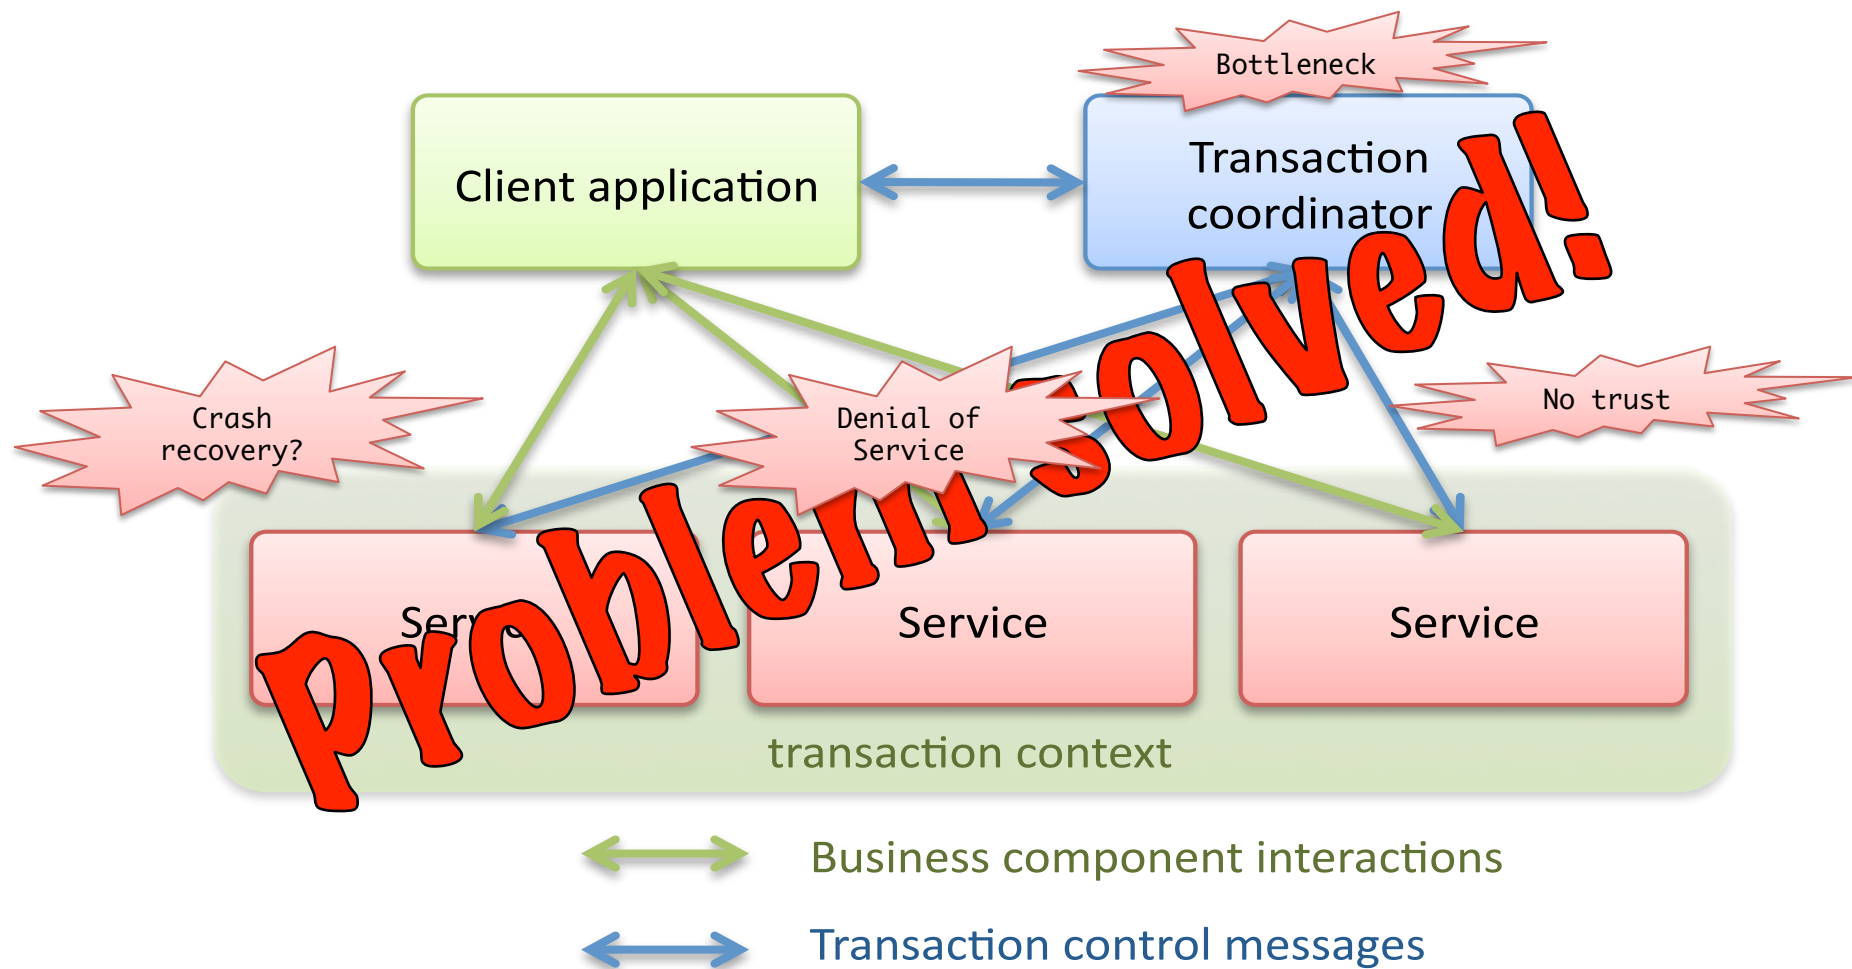 Bottleneck
Client application
Transaction
coordinator
Crash
recovery?
Denial of
Service
No trust
Problem solved!
Service
Service
Service
transaction context
Business component interactions
Transaction control messages